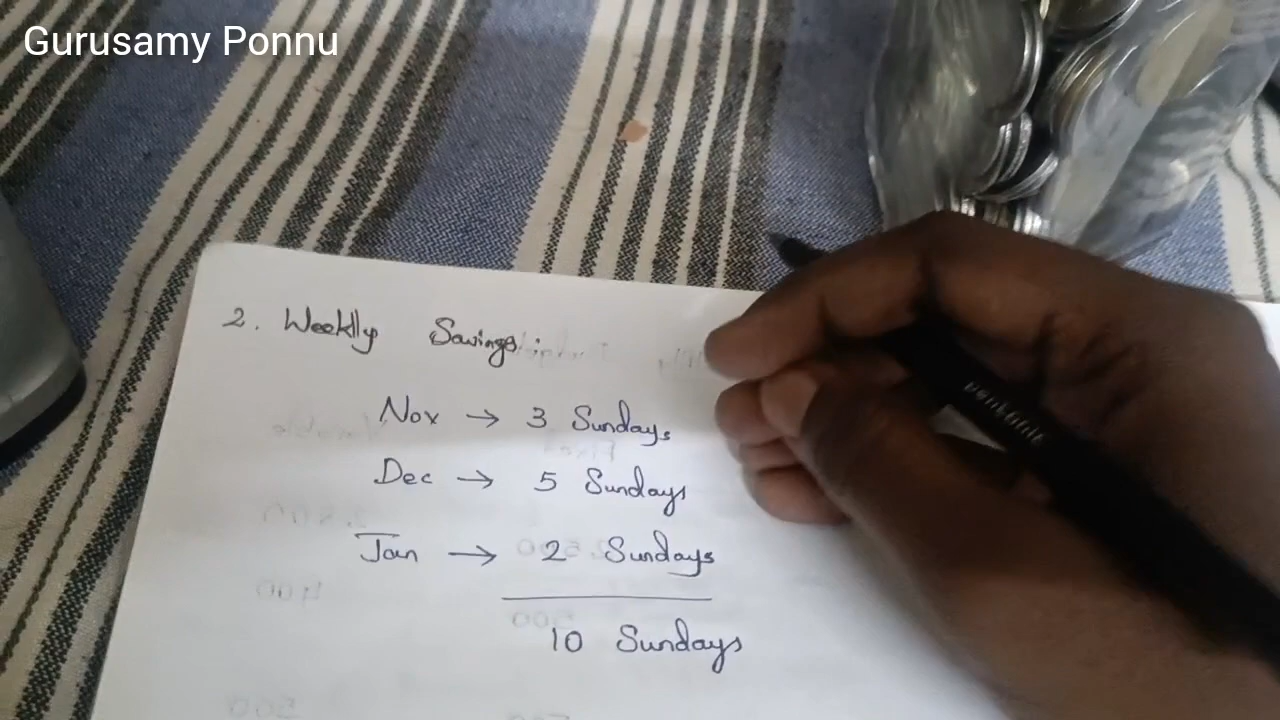 Gurusamy Ponnu
2. Weekly Savings:
Nov → 3 Sundays
Dec → 5 Sundays
Jan → 2 Sundays
10 Sundays